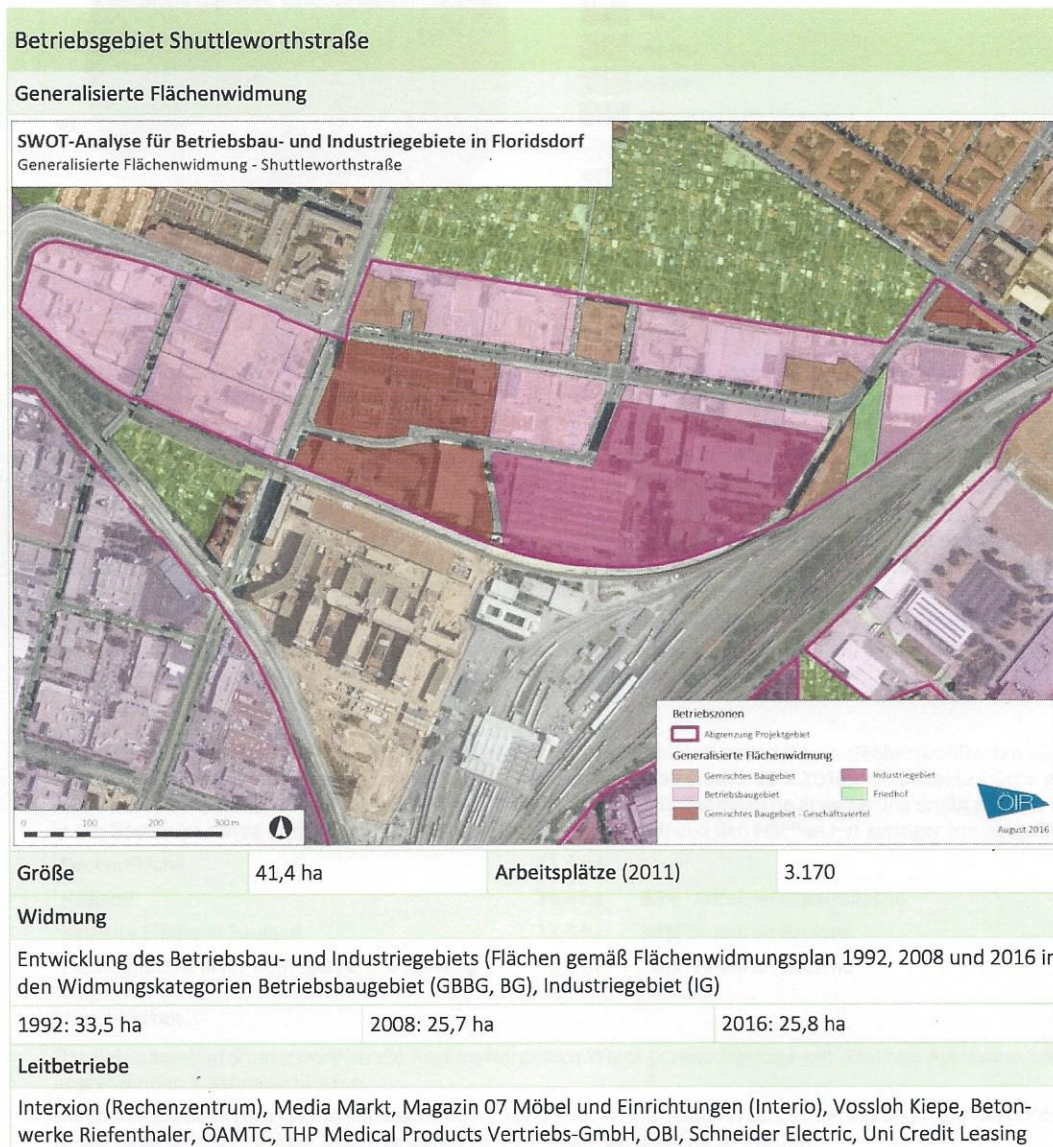 Betriebsgebiet Shuttleworthstraße
Generalisierte Flächenwidmung
SWOT-Analyse für Betriebsbau- und Industriegebiete in Floridsdorf
Generalisierte Flächenwidmung - Shuttleworthstraße
Betriebszonen
Abgrenzung Projektgebiet
Generalisierte Flächenwidmung
Gemischtes Baugebiet
Industriegebiet
Betriebsbaugebiet
Friedhof
Gemischtes Baugebiet - Geschäftsviertel
ÖIR
August 2016
0 100 200 300 m
Größe 41,4 ha Arbeitsplätze (2011) 3.170
Widmung
Entwicklung des Betriebsbau- und Industriegebiets (Flächen gemäß Flächenwidmungsplan 1992, 2008 und 2016 in
den Widmungskategorien Betriebsbaugebiet (GBBG, BG), Industriegebiet (IG)
1992: 33,5 ha 2008: 25,7 ha 2016: 25,8 ha
Leitbetriebe
Interxion (Rechenzentrum), Media Markt, Magazin 07 Möbel und Einrichtungen (Interio), Vossloh Kiepe, Beton-
werke Riefenthaler, ÖAMTC, THP Medical Products Vertriebs-GmbH, OBI, Schneider Electric, Uni Credit Leasing